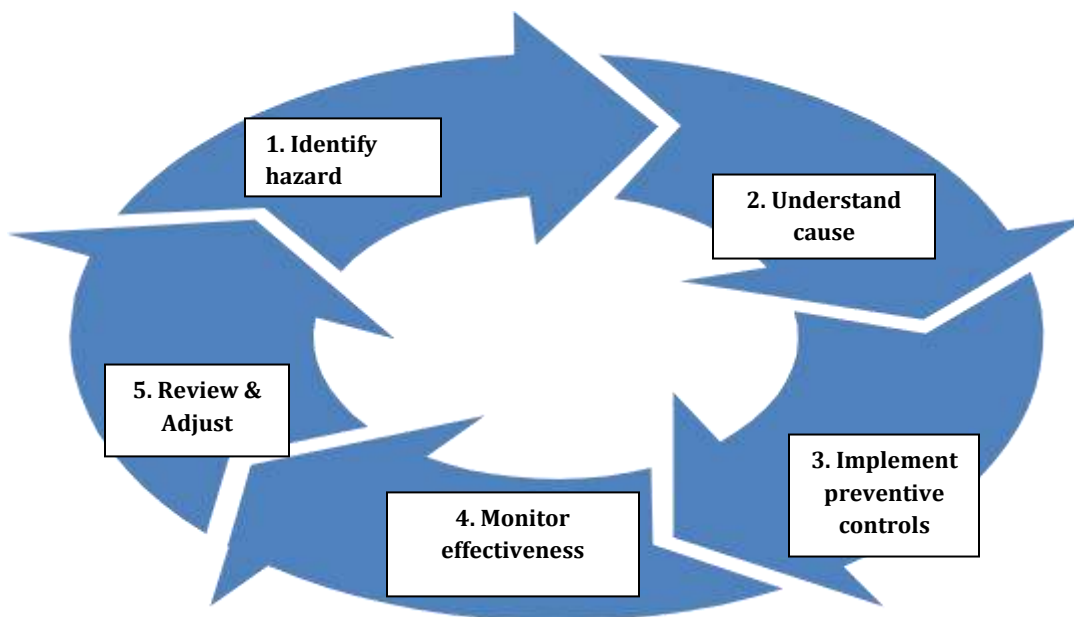 1. Identify
hazard
2. Understand
cause
3. Implement
preventive
controls
4. Monitor
effectiveness
5. Review &
Adjust